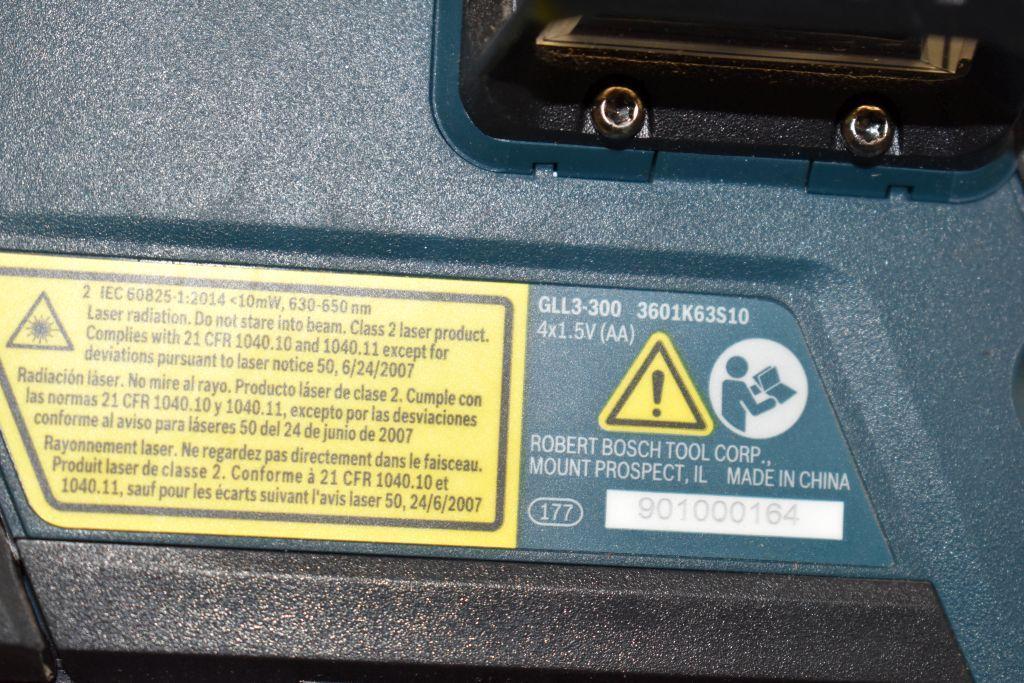 2 IEC 60825-1:2014 <10mW, 630-650 nm
Laser radiation. Do not stare into beam. Class 2 laser product.
Complies with 21 CFR 1040.10 and 1040.11 except for
deviations pursuant to laser notice 50, 6/24/2007
Radiación láser. No mire al rayo. Producto láser de clase 2. Cumple con
las normas 21 CFR 1040.10 y 1040.11, excepto por las desviaciones
conforme al aviso para láseres 50 del 24 de junio de 2007
Rayonnement laser. Ne regardez pas directement dans le faisceau.
Produit laser de classe 2. Conforme à 21 CFR 1040.10 et
1040.11, sauf pour les écarts suivant l'avis laser 50, 24/6/2007
GLL3-300 3601K63S10
4x1.5V (AA)
ROBERT BOSCH TOOL CORP.,
MOUNT PROSPECT, IL MADE IN CHINA
177 901000164